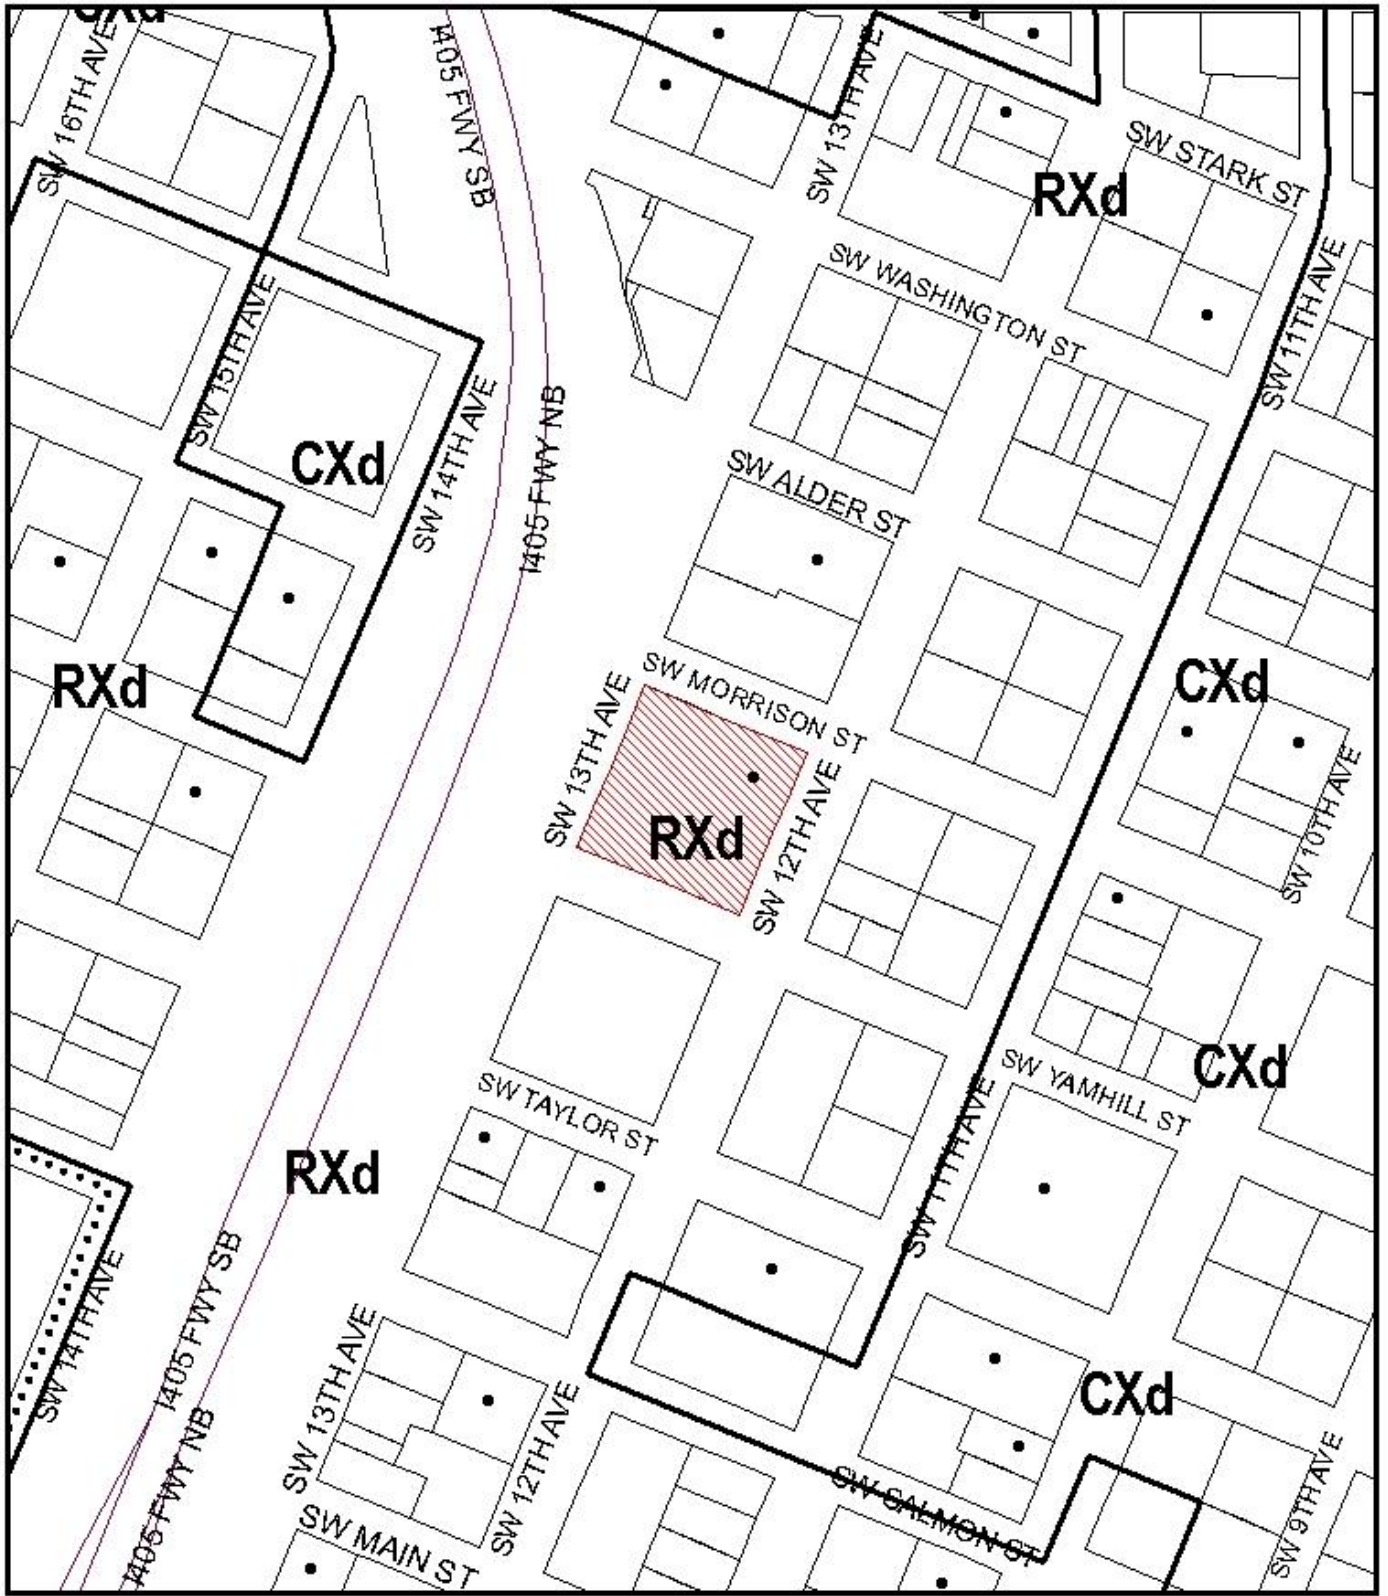 CXd
SW 16TH AVE
I405 FWY SB
SW 13TH AVE
SW STARK ST
RXd
SW WASHINGTON ST
SW 11TH AVE
SW 15TH AVE
CXd
SW 14TH AVE
I405 FWY NB
SW ALDER ST
RXd
SW MORRISON ST
CXd
SW 13TH AVE
RXd
SW 12TH AVE
SW 10TH AVE
CXd
SW YAMHILL ST
SW TAYLOR ST
SW 11TH AVE
RXd
I405 FWY SB
SW 14TH AVE
SW 13TH AVE
CXd
SW 12TH AVE
I405 FWY NB
SW SALMON ST
SW 9TH AVE
SW MAIN ST